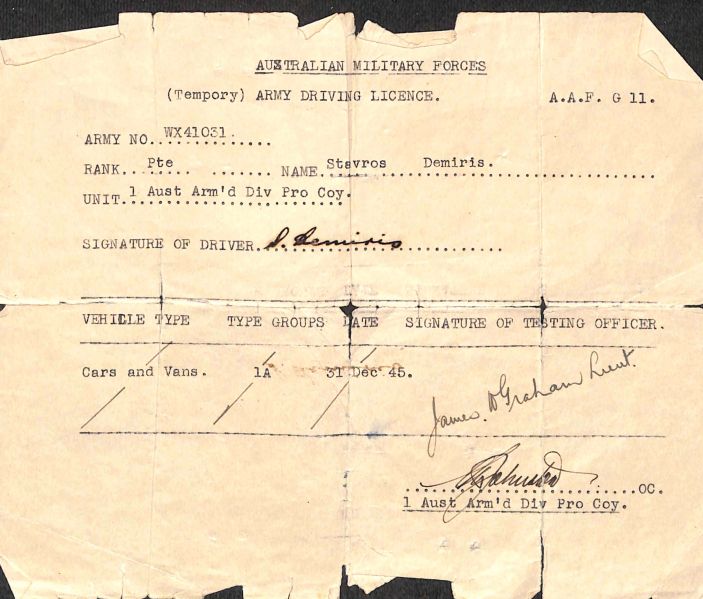 AUSTRALIAN MILITARY FORCES
(Tempory) ARMY DRIVING LICENCE. A.A.F. G 11.
ARMY NO. WX41031.
RANK. Pte NAME. Stavros Demiris.
UNIT. 1 Aust Arm'd Div Pro Coy.
SIGNATURE OF DRIVER. S. Demiris
VEHICLE TYPE TYPE GROUPS DATE SIGNATURE OF TESTING OFFICER.
Cars and Vans. 1A 31 Dec 45. James. D Graham Lieut.
OC.
1 Aust Arm'd Div Pro Coy.